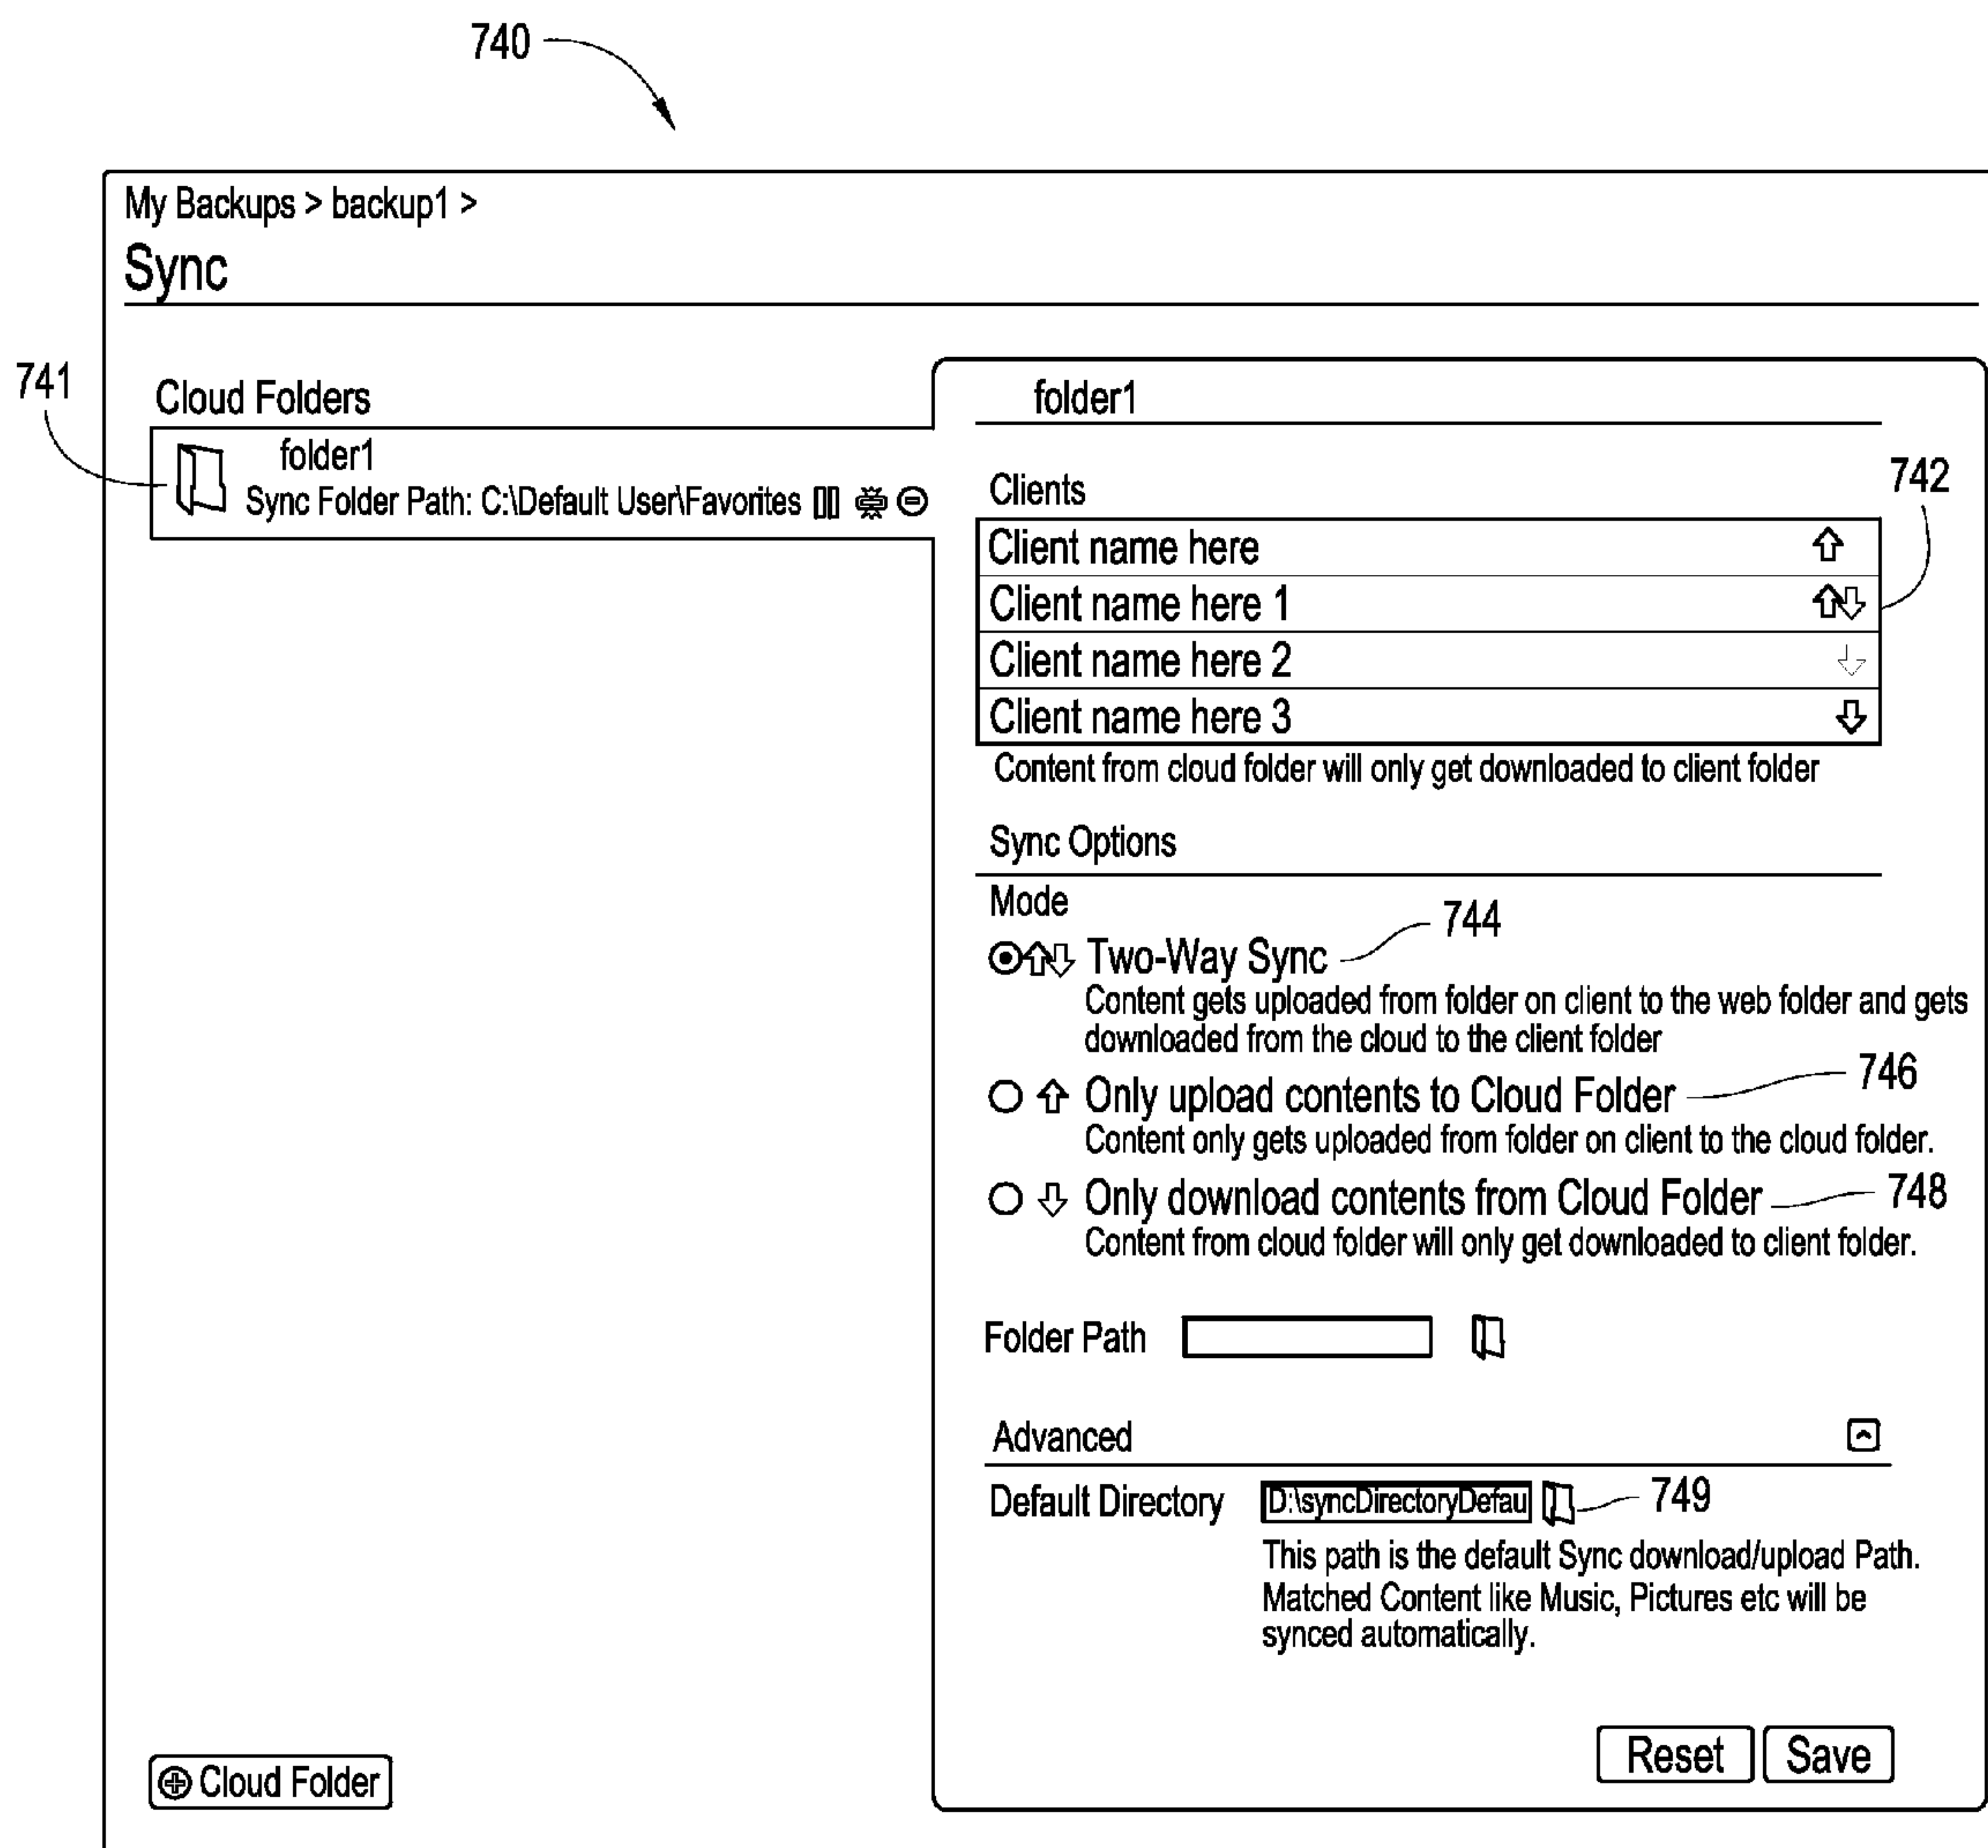 740
My Backups > backup1 >
Sync
741
Cloud Folders
folder1
Sync Folder Path: C:\Default User\Favorites
folder1
Clients
742
Client name here
Client name here 1
Client name here 2
Client name here 3
Content from cloud folder will only get downloaded to client folder
Sync Options
Mode
744
Two-Way Sync
Content gets uploaded from folder on client to the web folder and gets
downloaded from the cloud to the client folder
746
Only upload contents to Cloud Folder
Content only gets uploaded from folder on client to the cloud folder.
748
Only download contents from Cloud Folder
Content from cloud folder will only get downloaded to client folder.
Folder Path
Advanced
Default Directory D:\syncDirectoryDefau 749
This path is the default Sync download/upload Path.
Matched Content like Music, Pictures etc will be
synced automatically.
Reset Save
Cloud Folder